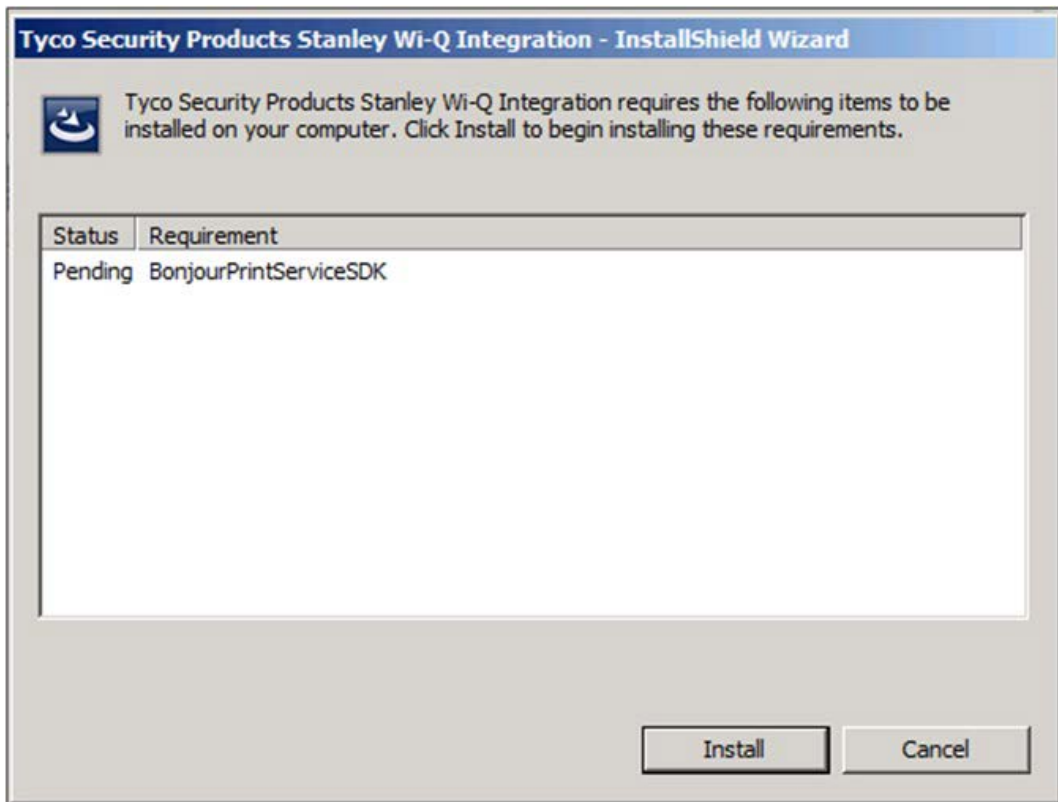 Tyco Security Products Stanley Wi-Q Integration - InstallShield Wizard
Tyco Security Products Stanley Wi-Q Integration requires the following items to be
installed on your computer. Click Install to begin installing these requirements.
Status Requirement
Pending BonjourPrintServiceSDK
Install Cancel